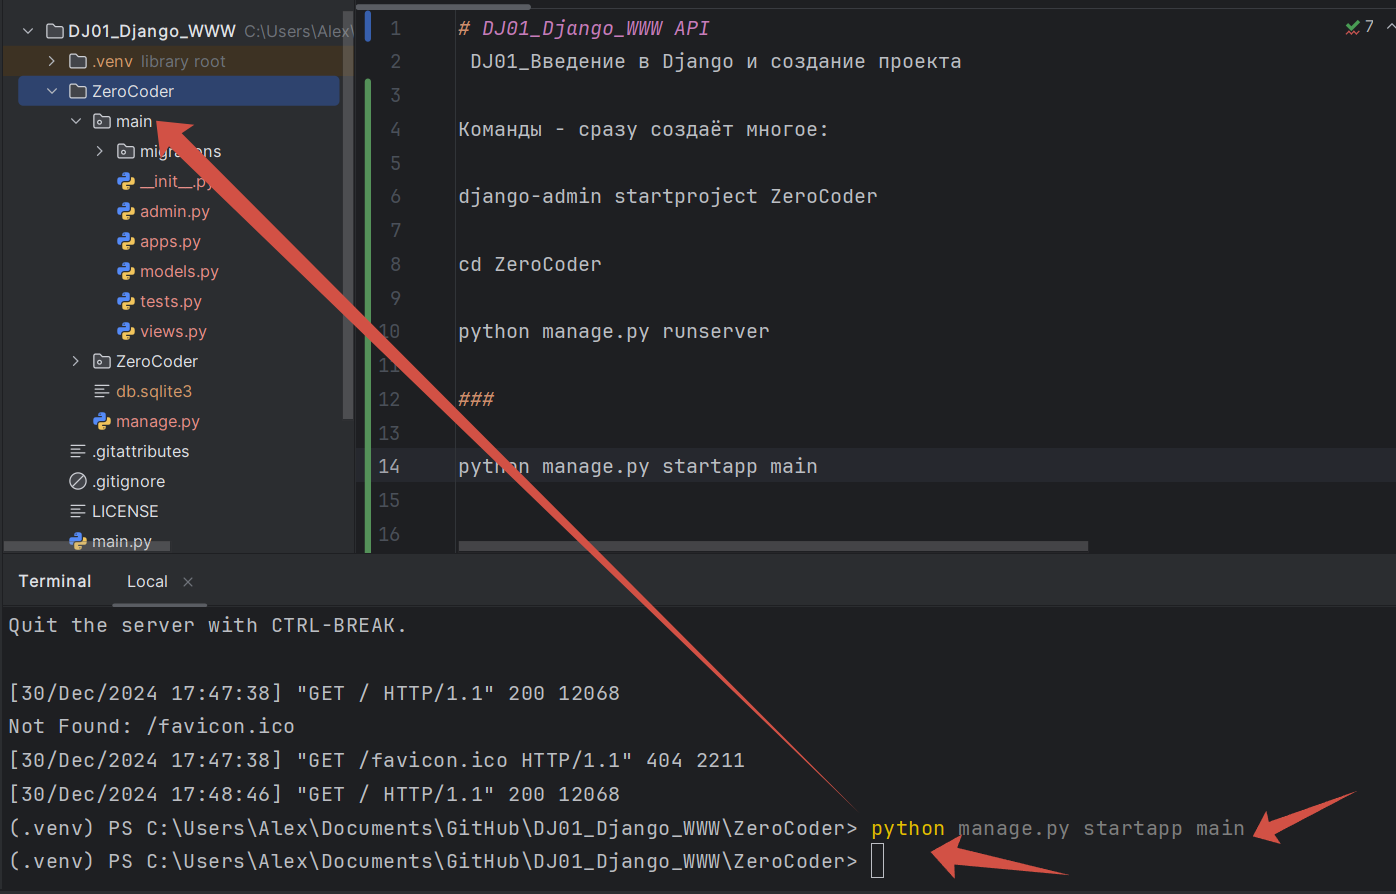 DJ01_Django_WWW C:\Users\Alex\
.venv library root
ZeroCoder
main
migrations
__init__.py
admin.py
apps.py
models.py
tests.py
views.py
ZeroCoder
db.sqlite3
manage.py
.gitattributes
.gitignore
LICENSE
main.py
7
1 # DJ01_Django_WWW API
2 DJ01_Введение в Django и создание проекта
3
4 Команды - сразу создаёт многое:
5
6 django-admin startproject ZeroCoder
7
8 cd ZeroCoder
9
10 python manage.py runserver
11
12 ###
13
14 python manage.py startapp main
15
16
Terminal Local ×
Quit the server with CTRL-BREAK.
[30/Dec/2024 17:47:38] "GET / HTTP/1.1" 200 12068
Not Found: /favicon.ico
[30/Dec/2024 17:47:38] "GET /favicon.ico HTTP/1.1" 404 2211
[30/Dec/2024 17:48:46] "GET / HTTP/1.1" 200 12068
(.venv) PS C:\Users\Alex\Documents\GitHub\DJ01_Django_WWW\ZeroCoder> python manage.py startapp main
(.venv) PS C:\Users\Alex\Documents\GitHub\DJ01_Django_WWW\ZeroCoder>